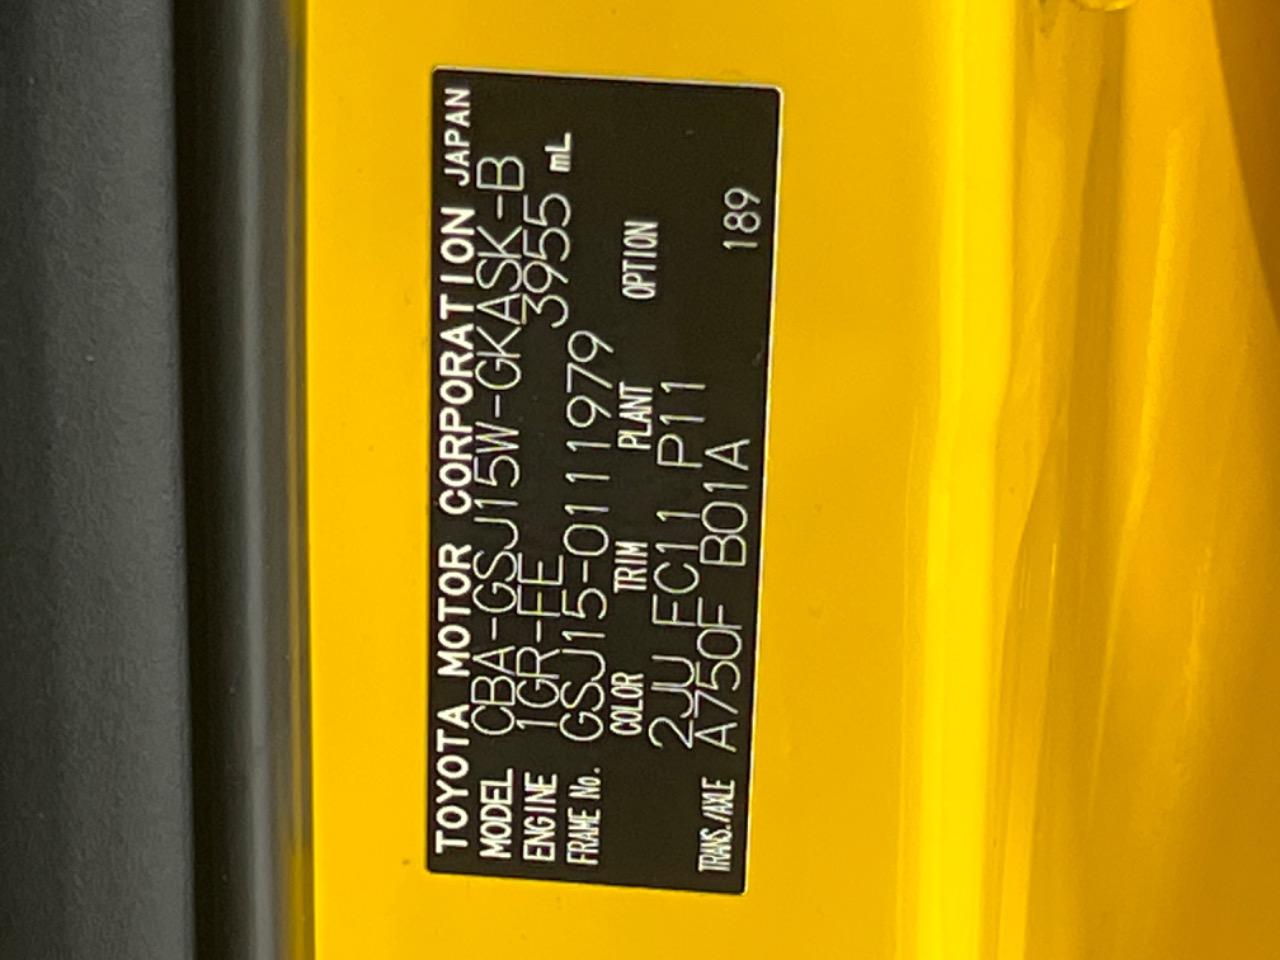 TOYOTA MOTOR CORPORATION JAPAN
MODEL CBA-GSJ15W-GKASK-B
ENGINE 1GR-FE 3955 mL
FRAME No. GSJ15-0111979
COLOR TRIM PLANT OPTION
2JU FC11 P11
TRANS./AXLE A750F B01A 189